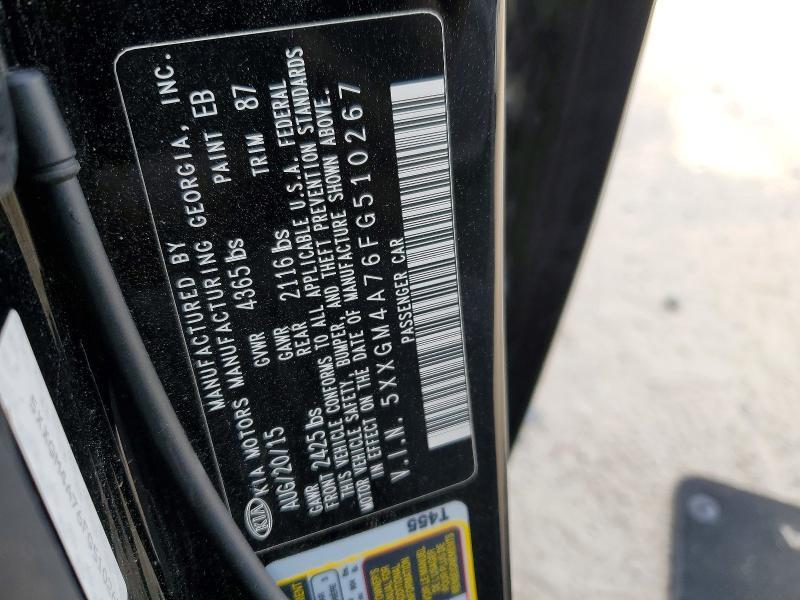 MANUFACTURED BY
KIA KIA MOTORS MANUFACTURING GEORGIA, INC.
AUG/20/15 GVWR 4365 lbs PAINT EB
GAWR GAWR TRIM 87
FRONT 2425 lbs REAR 2116 lbs
THIS VEHICLE CONFORMS TO ALL APPLICABLE U.S.A. FEDERAL
MOTOR VEHICLE SAFETY, BUMPER, AND THEFT PREVENTION STANDARDS
IN EFFECT ON THE DATE OF MANUFACTURE SHOWN ABOVE.
V.I.N. 5XXGM4A76FG510267
PASSENGER CAR
T455